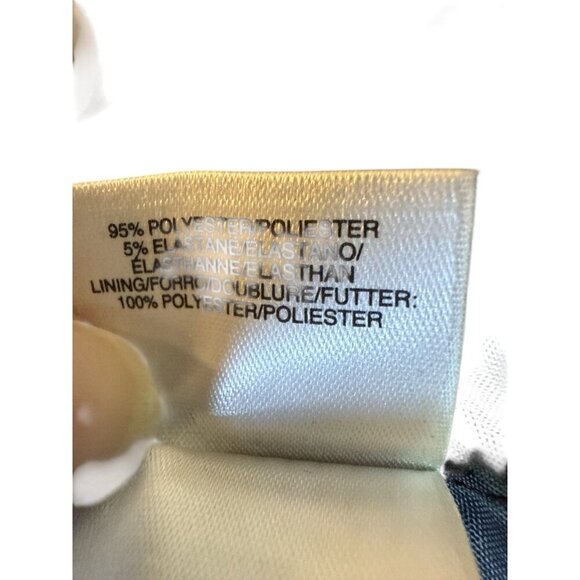 95% POLYESTER/POLIESTER
5% ELASTANE/ELASTANO/
ÉLASTHANNE/ELASTHAN
LINING/FORRO/DOUBLURE/FUTTER:
100% POLYESTER/POLIESTER